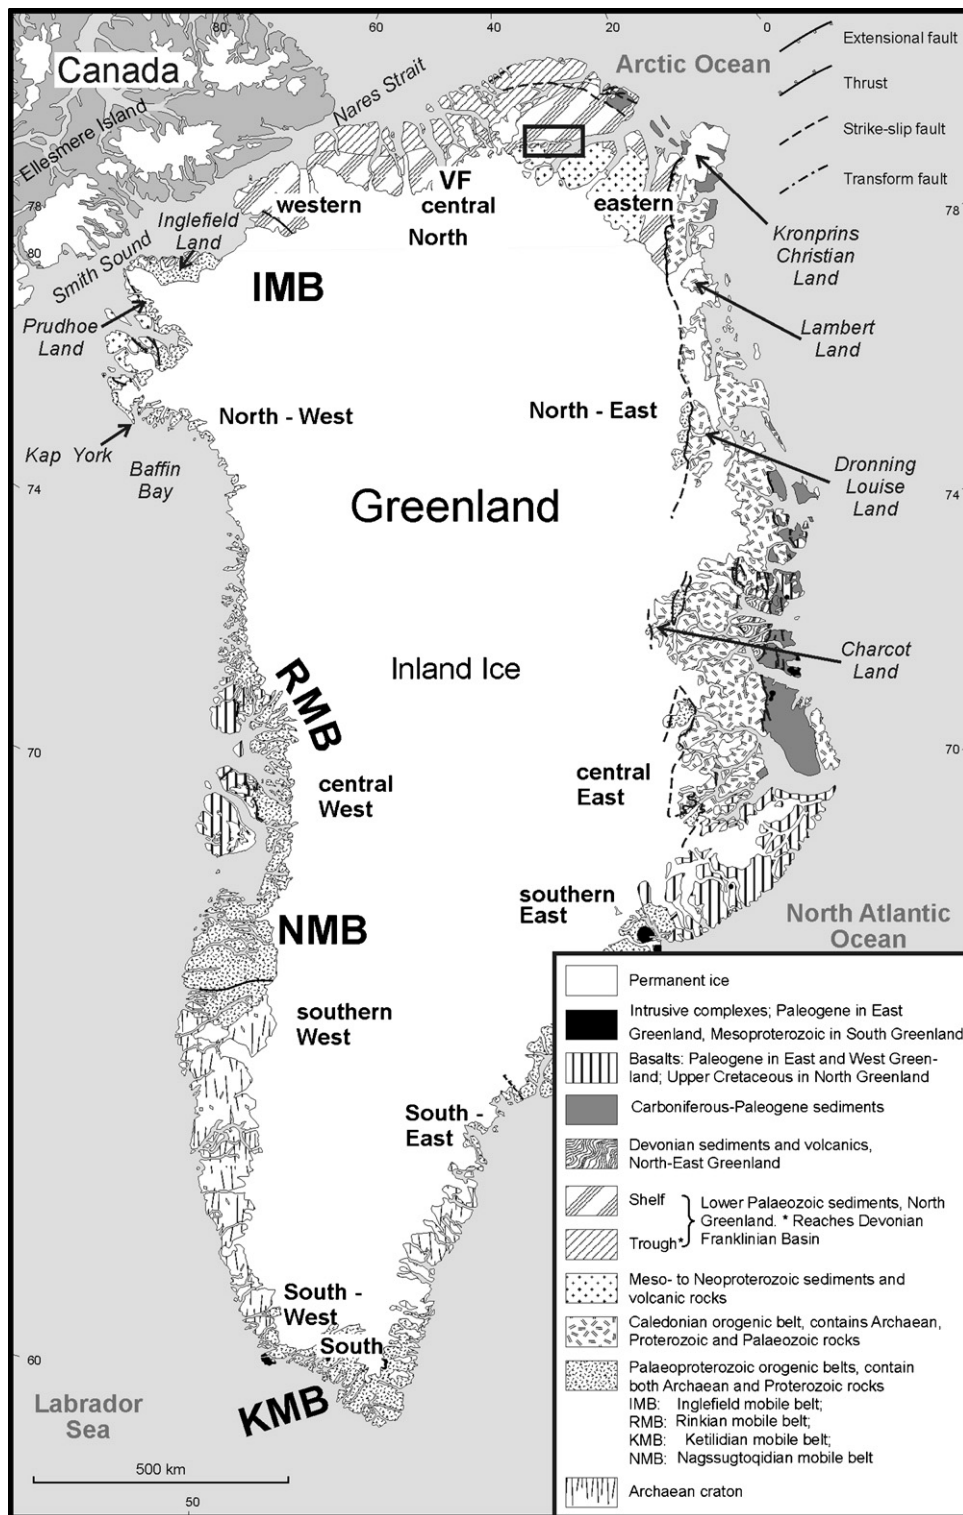 80
60
40
20
0
Canada
Arctic Ocean
Extensional fault
Thrust
Strike-slip fault
Transform fault
Nares Strait
Ellesmere Island
78
80
Smith Sound
Inglefield
Land
western
VF
central
North
eastern
78
Kronprins
Christian
Land
IMB
Prudhoe
Land
Lambert
Land
North - West
North - East
Kap York
Baffin
Bay
Dronning
Louise
Land
74
74
Greenland
Inland Ice
Charcot
Land
RMB
70
70
central
West
central
East
southern
East
North Atlantic
Ocean
NMB
southern
West
South -
East
South -
West
South
60
KMB
Labrador
Sea
500 km
50
Permanent ice
Intrusive complexes; Paleogene in East
Greenland, Mesoproterozoic in South Greenland
Basalts: Paleogene in East and West Green-
land; Upper Cretaceous in North Greenland
Carboniferous-Paleogene sediments
Devonian sediments and volcanics,
North-East Greenland
Shelf
Trough*
Lower Palaeozoic sediments, North
Greenland. * Reaches Devonian
Franklinian Basin
Meso- to Neoproterozoic sediments and
volcanic rocks
Caledonian orogenic belt, contains Archaean,
Proterozoic and Palaeozoic rocks
Palaeoproterozoic orogenic belts, contain
both Archaean and Proterozoic rocks
IMB: Inglefield mobile belt;
RMB: Rinkian mobile belt;
KMB: Ketilidian mobile belt;
NMB: Nagssugtoqidian mobile belt
Archaean craton